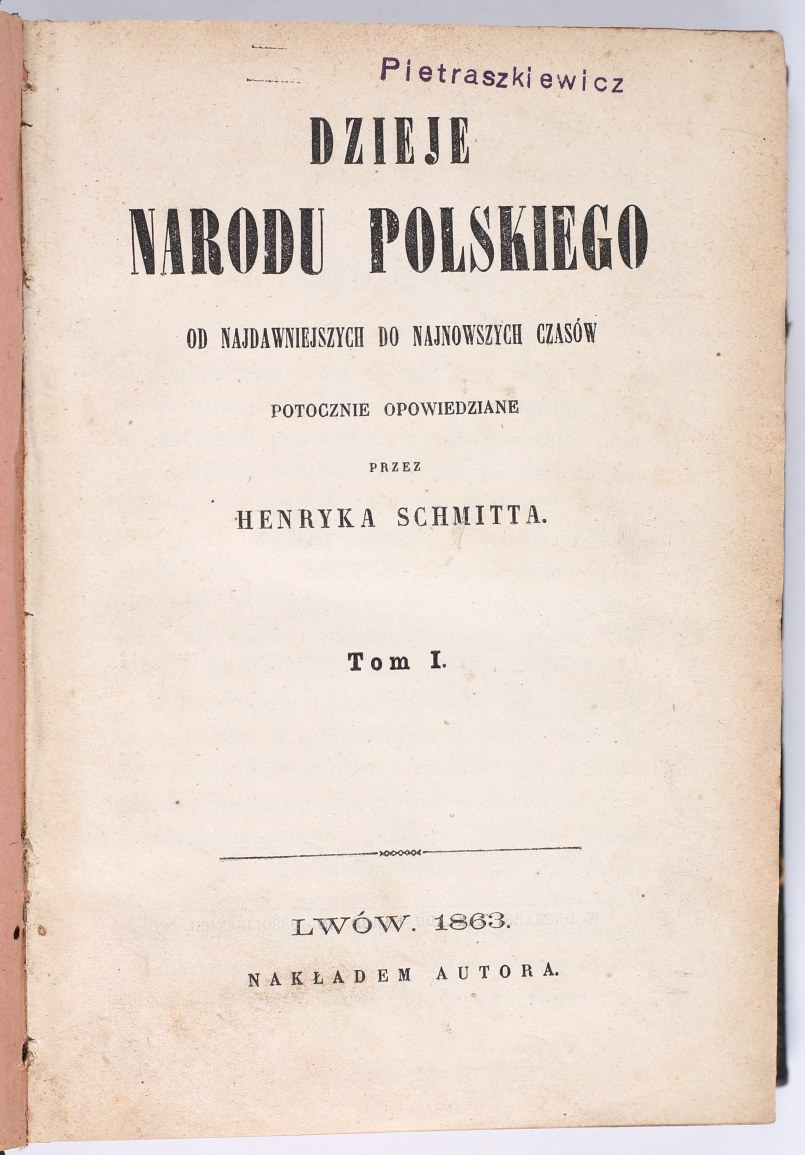 Pietraszkiewicz
DZIEJE
NARODU POLSKIEGO
OD NAJDAWNIEJSZYCH DO NAJNOWSZYCH CZASÓW
POTOCZNIE OPOWIEDZIANE
PRZEZ
HENRYKA SCHMITTA.
Tom I.
LWÓW. 1863.
NAKŁADEM AUTORA.